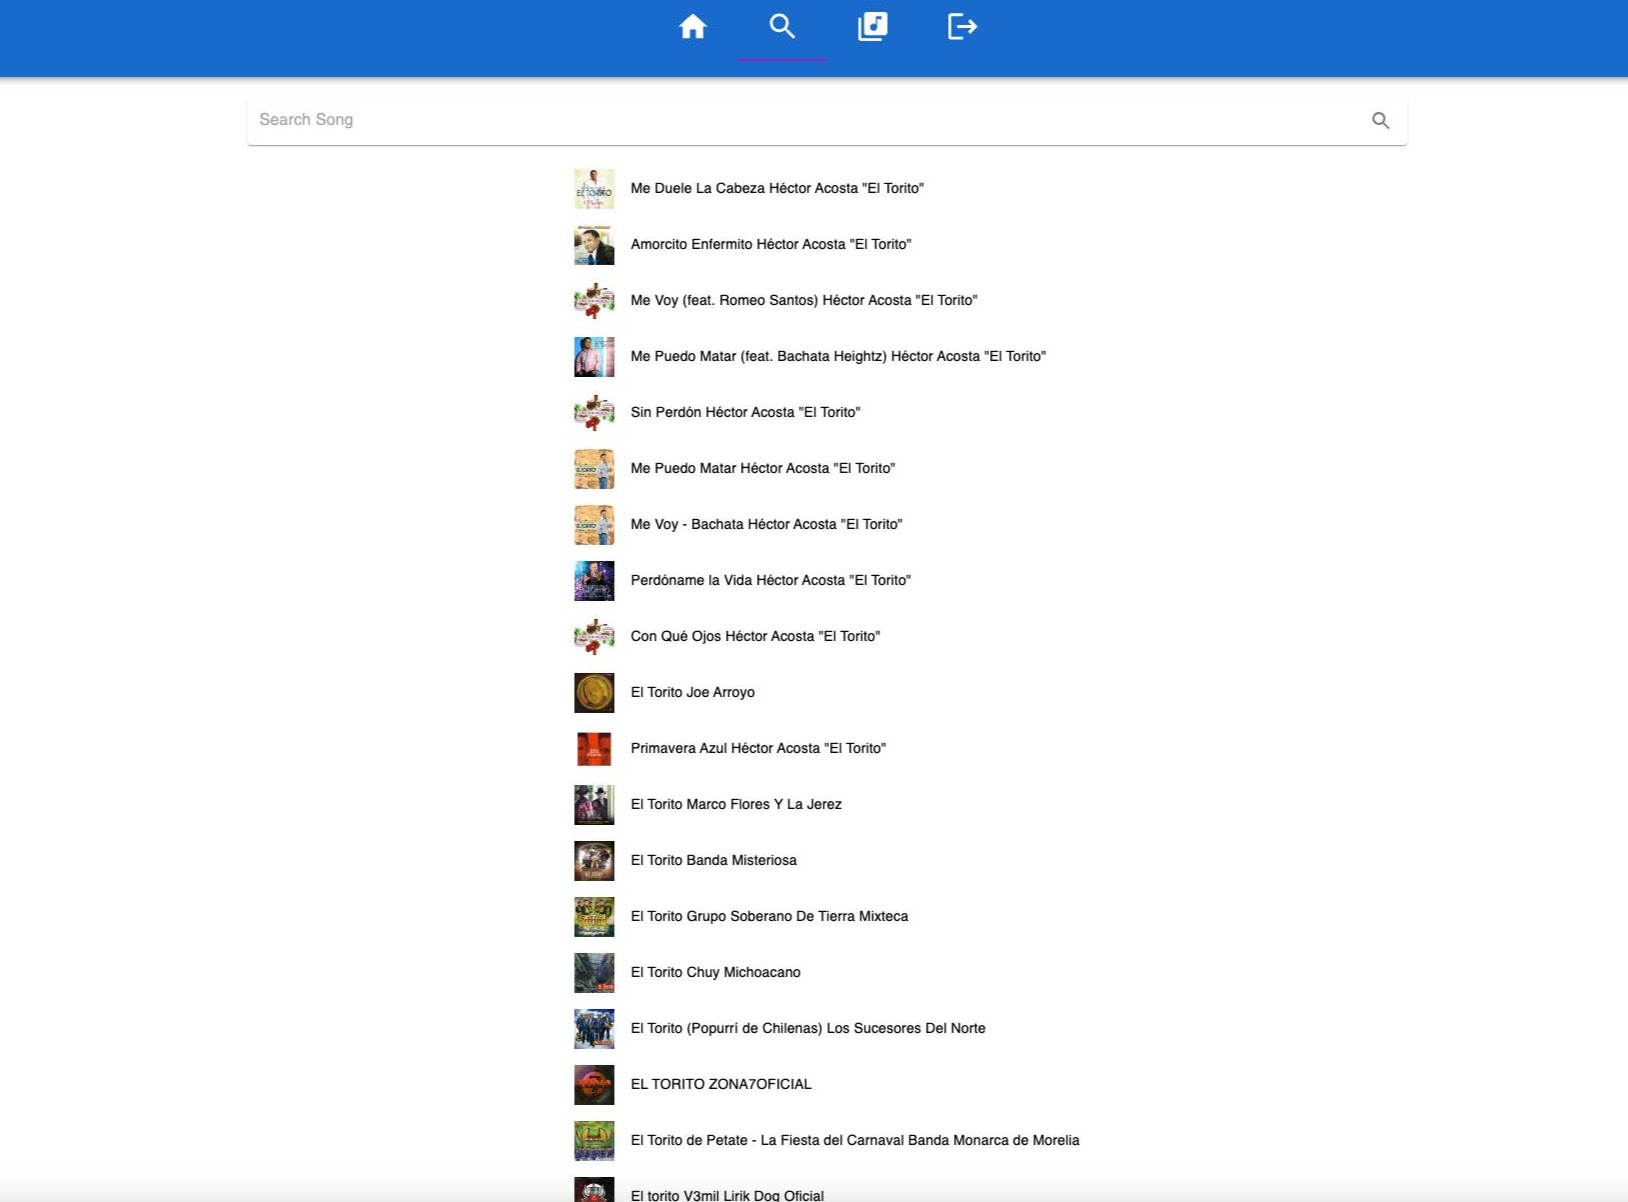 Search Song
Me Duele La Cabeza Héctor Acosta "El Torito"
Amorcito Enfermito Héctor Acosta "El Torito"
Me Voy (feat. Romeo Santos) Héctor Acosta "El Torito"
Me Puedo Matar (feat. Bachata Heightz) Héctor Acosta "El Torito"
Sin Perdón Héctor Acosta "El Torito"
Me Puedo Matar Héctor Acosta "El Torito"
Me Voy - Bachata Héctor Acosta "El Torito"
Perdóname la Vida Héctor Acosta "El Torito"
Con Qué Ojos Héctor Acosta "El Torito"
El Torito Joe Arroyo
Primavera Azul Héctor Acosta "El Torito"
El Torito Marco Flores Y La Jerez
El Torito Banda Misteriosa
El Torito Grupo Soberano De Tierra Mixteca
El Torito Chuy Michoacano
El Torito (Popurrí de Chilenas) Los Sucesores Del Norte
EL TORITO ZONA7OFICIAL
El Torito de Petate - La Fiesta del Carnaval Banda Monarca de Morelia
El torito V3mil Lirik Dog Oficial